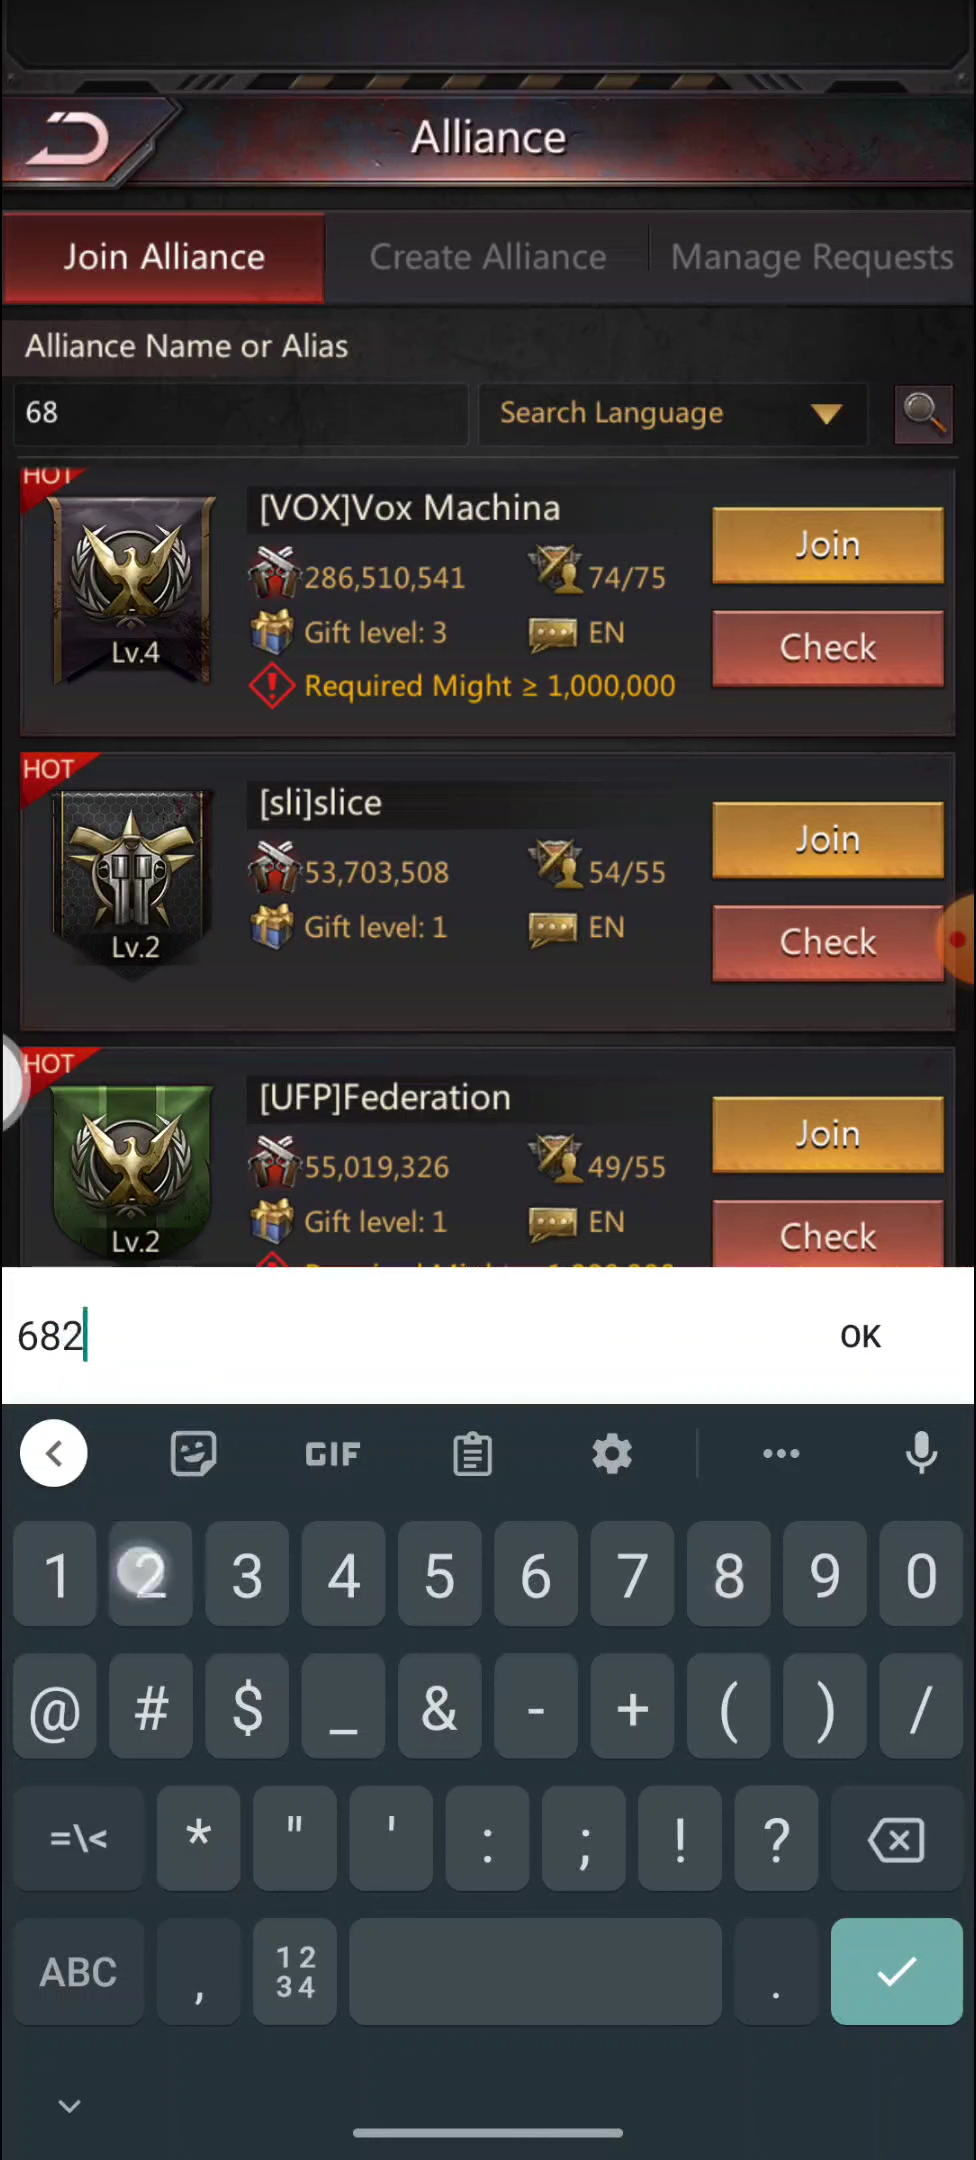 Alliance
Join Alliance
Create Alliance
Manage Requests
Alliance Name or Alias
68
Search Language
HOT
[VOX]Vox Machina
286,510,541
74/75
Join
Gift level: 3
EN
Lv.4
Check
Required Might ≥ 1,000,000
HOT
[sli]slice
53,703,508
54/55
Join
Gift level: 1
EN
Lv.2
Check
HOT
[UFP]Federation
55,019,326
49/55
Join
Gift level: 1
EN
Lv.2
Check
682
OK
GIF
1 2 3 4 5 6 7 8 9 0
@ # $ _ & - + ( ) /
=\< * " ' : ; ! ?
ABC , 1 2 3 4 .